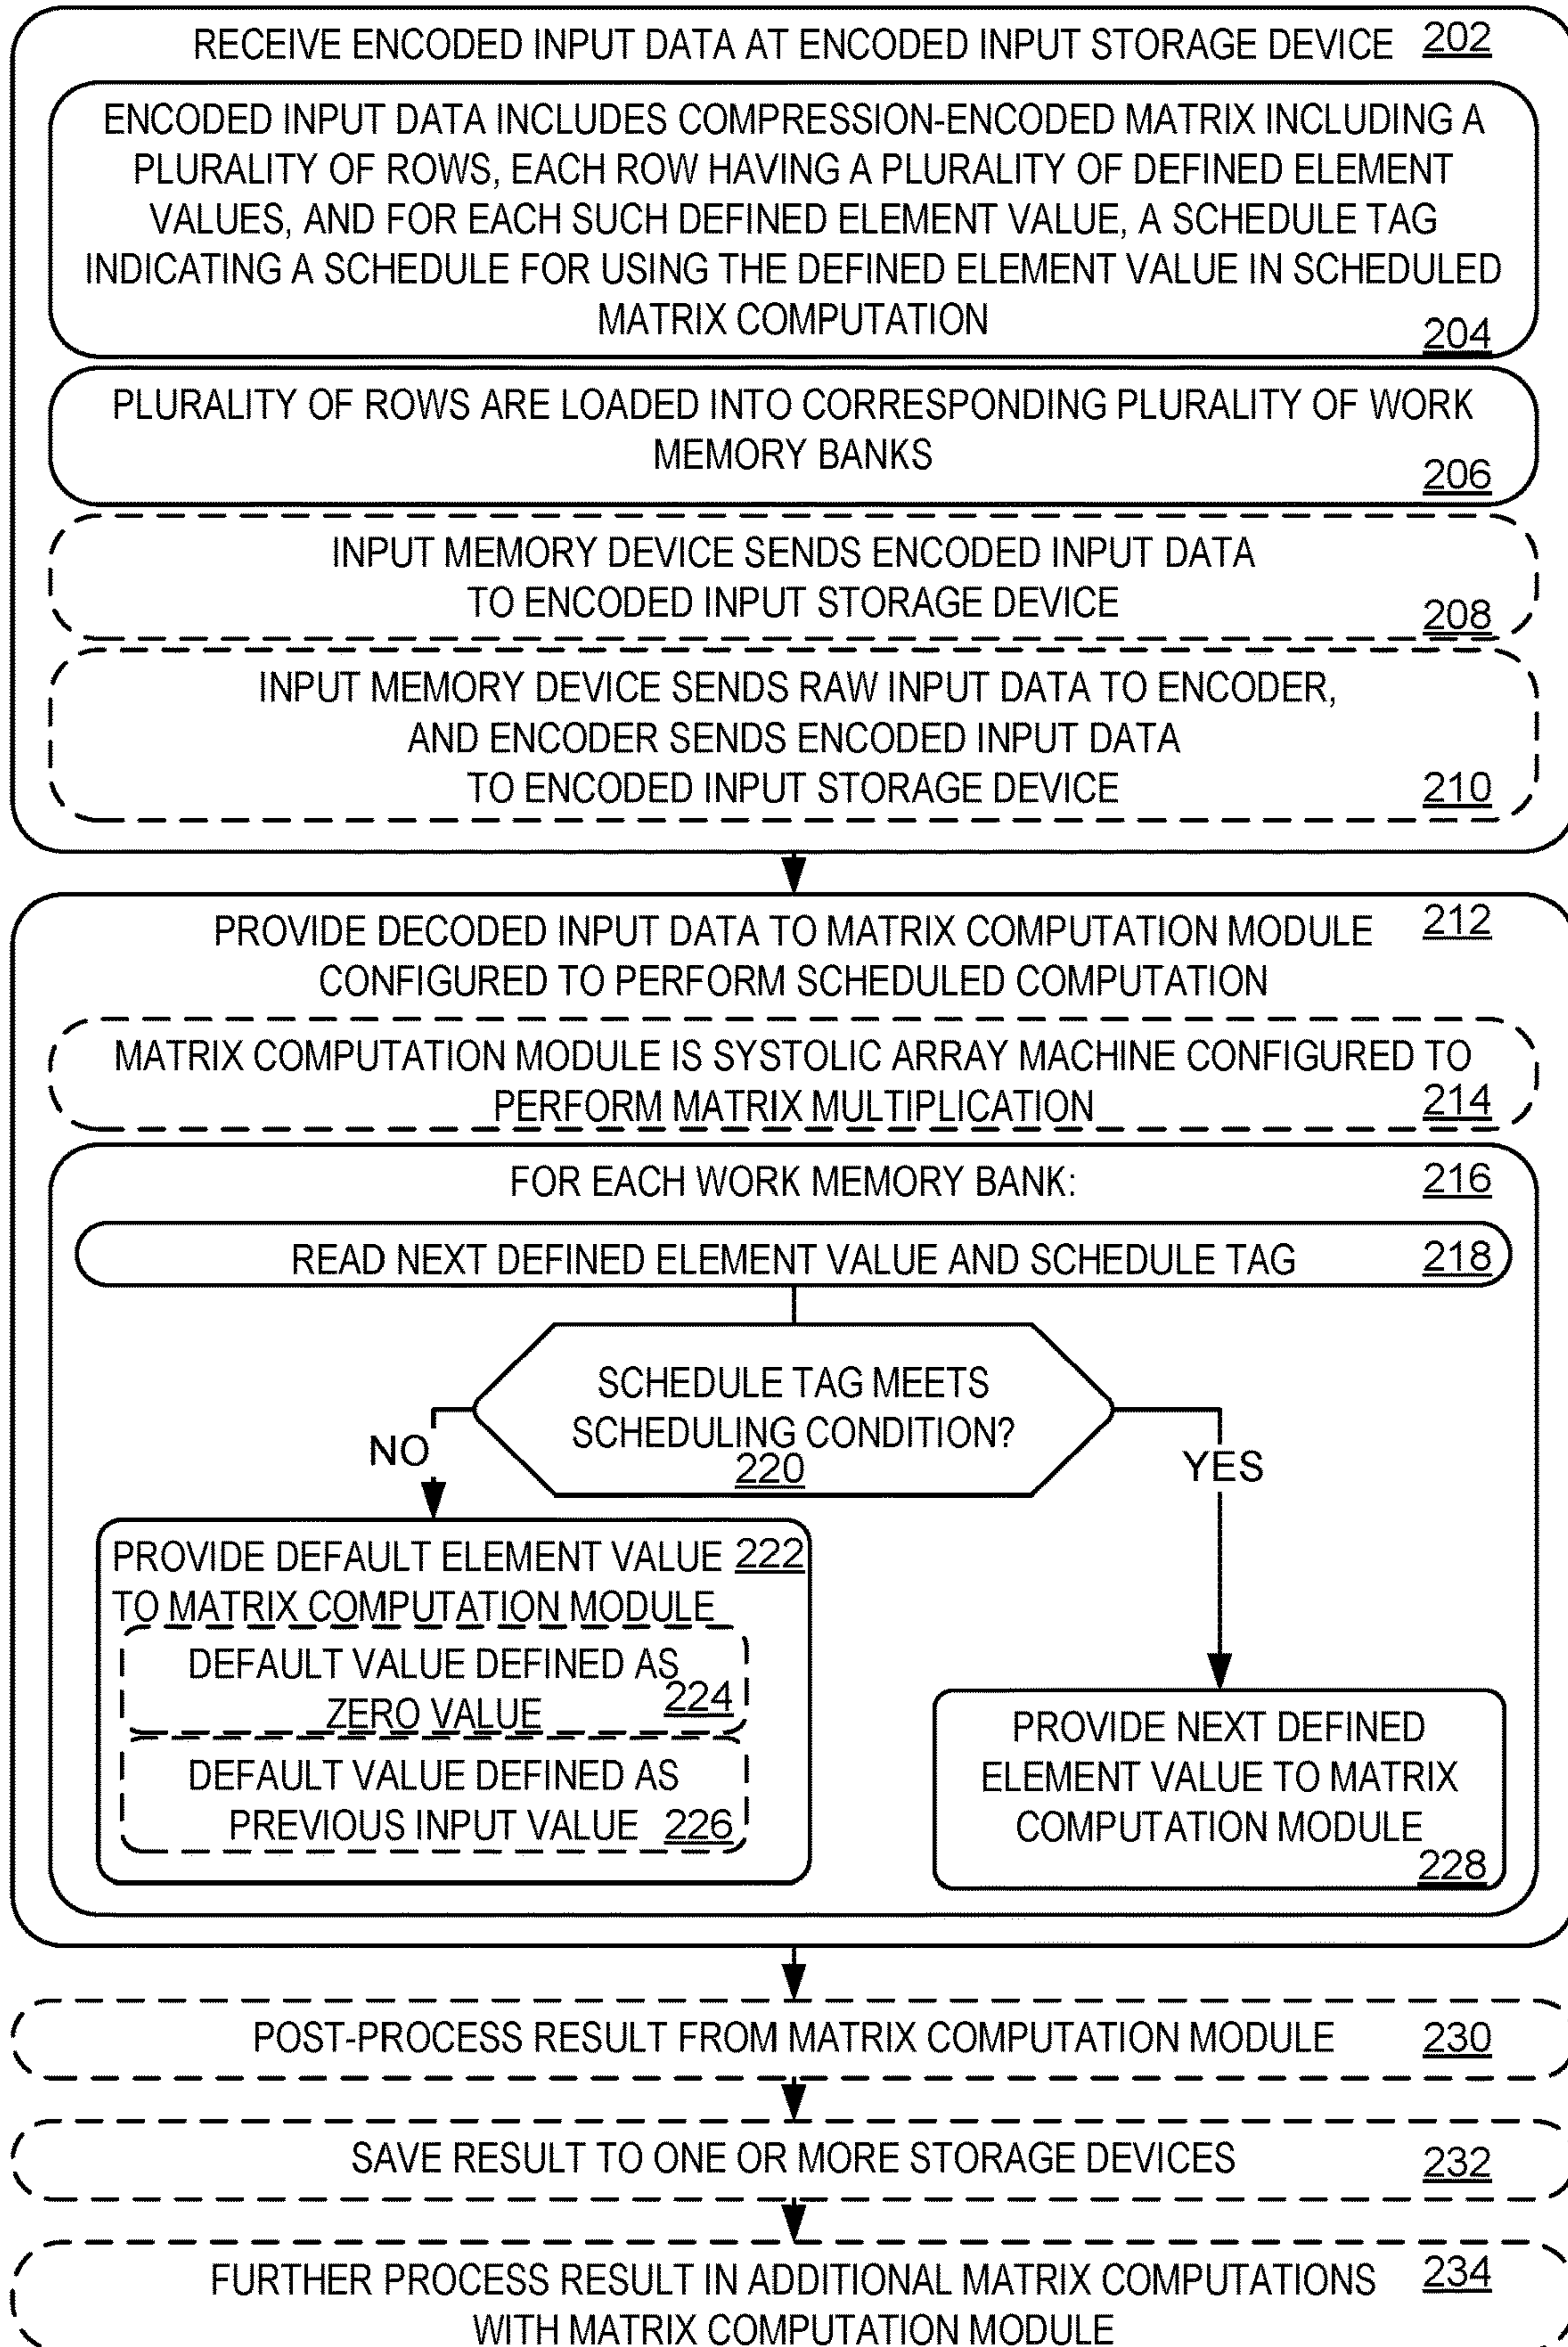 RECEIVE ENCODED INPUT DATA AT ENCODED INPUT STORAGE DEVICE 202
ENCODED INPUT DATA INCLUDES COMPRESSION-ENCODED MATRIX INCLUDING A
PLURALITY OF ROWS, EACH ROW HAVING A PLURALITY OF DEFINED ELEMENT
VALUES, AND FOR EACH SUCH DEFINED ELEMENT VALUE, A SCHEDULE TAG
INDICATING A SCHEDULE FOR USING THE DEFINED ELEMENT VALUE IN SCHEDULED
MATRIX COMPUTATION 204
PLURALITY OF ROWS ARE LOADED INTO CORRESPONDING PLURALITY OF WORK
MEMORY BANKS 206
INPUT MEMORY DEVICE SENDS ENCODED INPUT DATA
TO ENCODED INPUT STORAGE DEVICE 208
INPUT MEMORY DEVICE SENDS RAW INPUT DATA TO ENCODER,
AND ENCODER SENDS ENCODED INPUT DATA
TO ENCODED INPUT STORAGE DEVICE 210
PROVIDE DECODED INPUT DATA TO MATRIX COMPUTATION MODULE 212
CONFIGURED TO PERFORM SCHEDULED COMPUTATION
MATRIX COMPUTATION MODULE IS SYSTOLIC ARRAY MACHINE CONFIGURED TO
PERFORM MATRIX MULTIPLICATION 214
FOR EACH WORK MEMORY BANK: 216
READ NEXT DEFINED ELEMENT VALUE AND SCHEDULE TAG 218
SCHEDULE TAG MEETS
SCHEDULING CONDITION?
220
NO
YES
PROVIDE DEFAULT ELEMENT VALUE 222
TO MATRIX COMPUTATION MODULE
DEFAULT VALUE DEFINED AS
ZERO VALUE 224
DEFAULT VALUE DEFINED AS
PREVIOUS INPUT VALUE 226
PROVIDE NEXT DEFINED
ELEMENT VALUE TO MATRIX
COMPUTATION MODULE
228
POST-PROCESS RESULT FROM MATRIX COMPUTATION MODULE 230
SAVE RESULT TO ONE OR MORE STORAGE DEVICES 232
FURTHER PROCESS RESULT IN ADDITIONAL MATRIX COMPUTATIONS 234
WITH MATRIX COMPUTATION MODULE